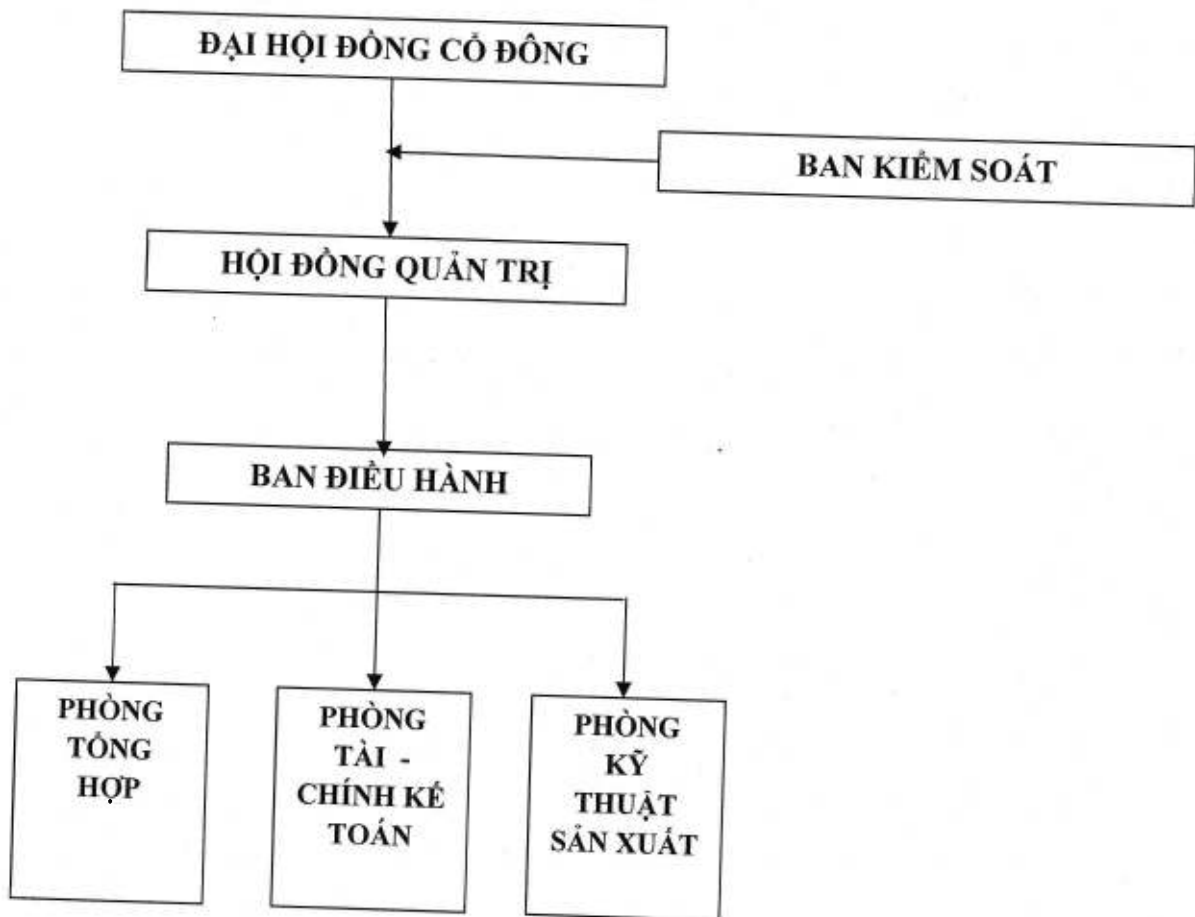 ĐẠI HỘI ĐỒNG CỔ ĐÔNG
BAN KIỂM SOÁT
HỘI ĐỒNG QUẢN TRỊ
BAN ĐIỀU HÀNH
PHÒNG
TỔNG
HỢP
PHÒNG
TÀI -
CHÍNH KẾ
TOÁN
PHÒNG
KỸ
THUẬT
SẢN XUẤT